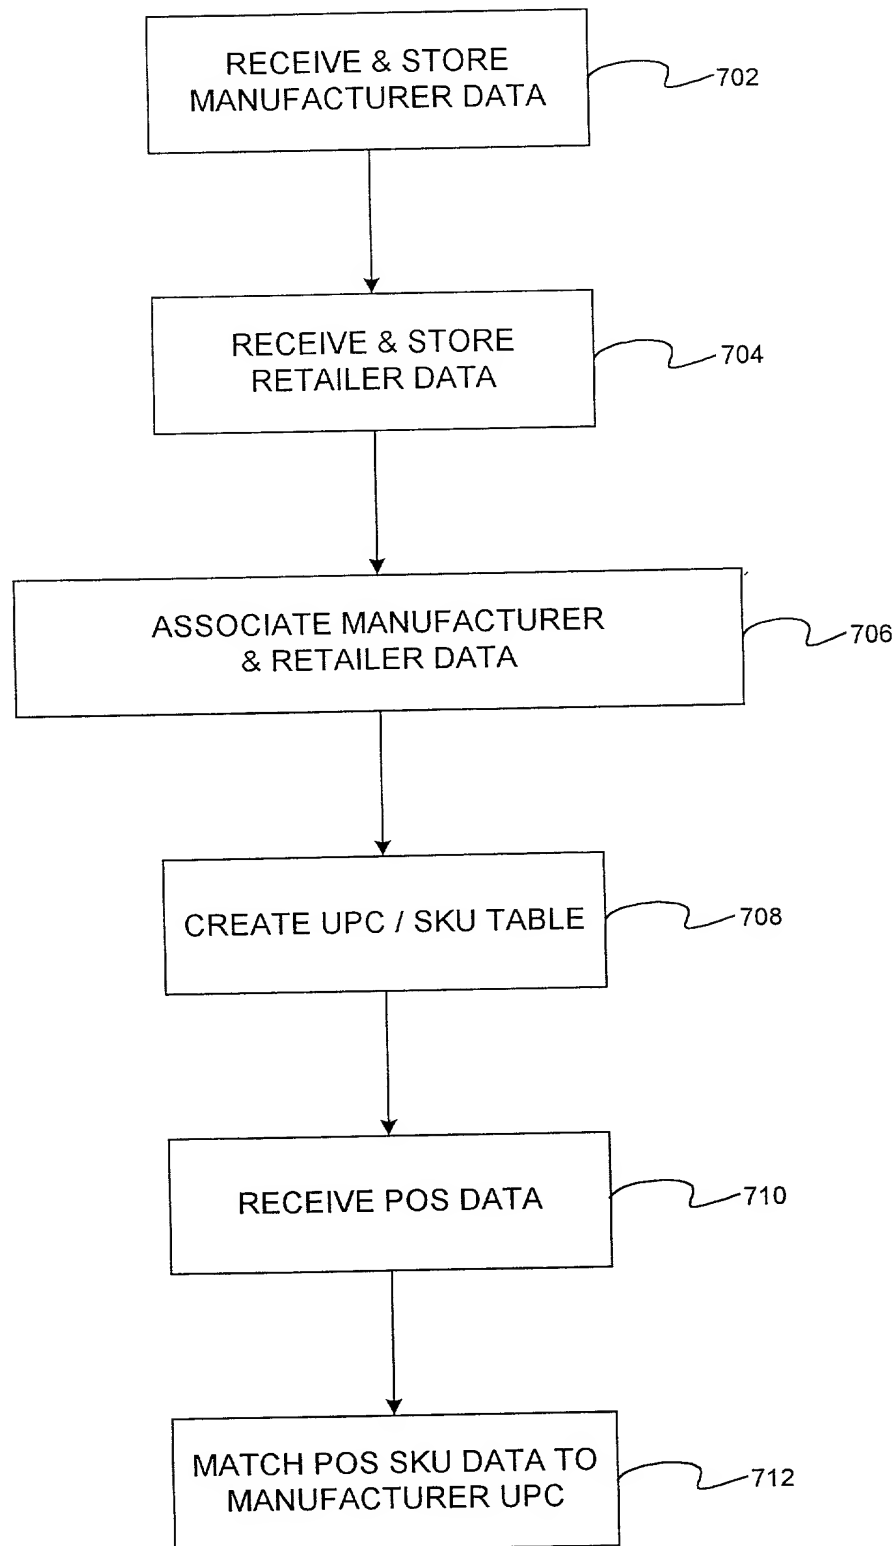 RECEIVE & STORE
MANUFACTURER DATA
702
RECEIVE & STORE
RETAILER DATA
704
ASSOCIATE MANUFACTURER
& RETAILER DATA
706
CREATE UPC / SKU TABLE
708
RECEIVE POS DATA
710
MATCH POS SKU DATA TO
MANUFACTURER UPC
712